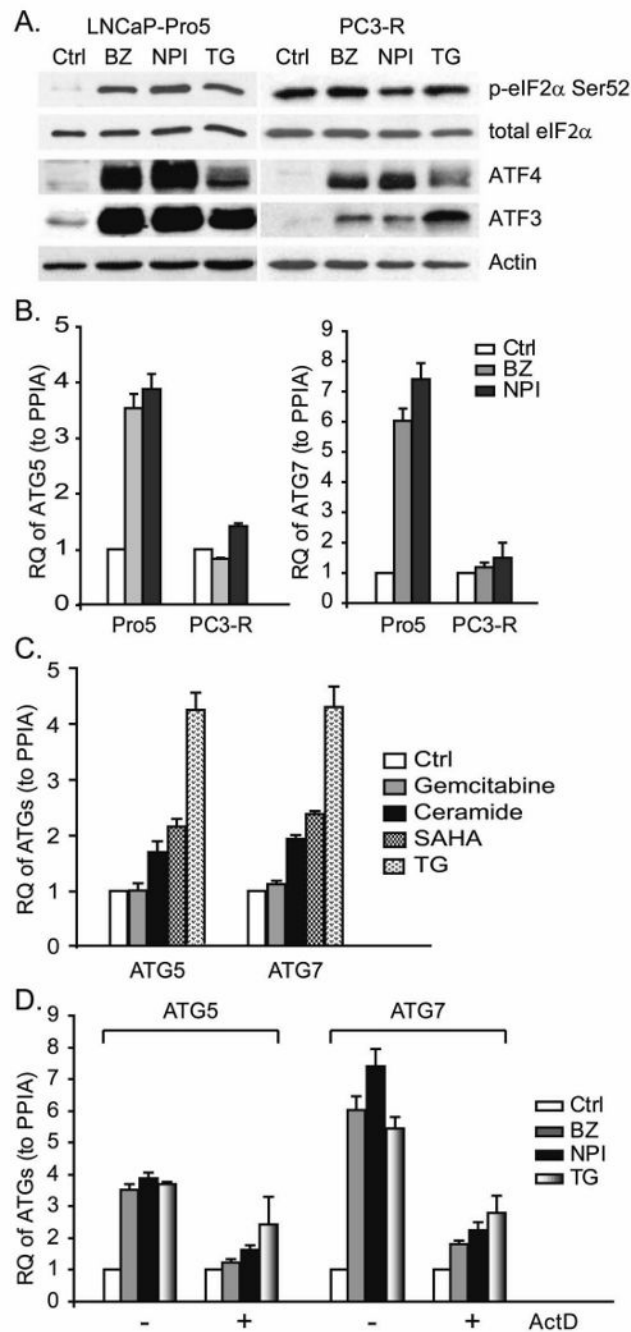 A.
LNCaP-Pro5 PC3-R
Ctrl BZ NPI TG Ctrl BZ NPI TG
p-eIF2α Ser52
total eIF2α
ATF4
ATF3
Actin
B.
RQ of ATG5 (to PPIA)
5
4
3
2
1
0
Pro5 PC3-R
RQ of ATG7 (to PPIA)
9
8
7
6
5
4
3
2
1
0
Pro5 PC3-R
Ctrl
BZ
NPI
C.
RQ of ATGs (to PPIA)
5
4
3
2
1
0
ATG5 ATG7
Ctrl
Gemcitabine
Ceramide
SAHA
TG
D.
ATG5 ATG7
RQ of ATGs (to PPIA)
9
8
7
6
5
4
3
2
1
0
Ctrl
BZ
NPI
TG
- + - + ActD